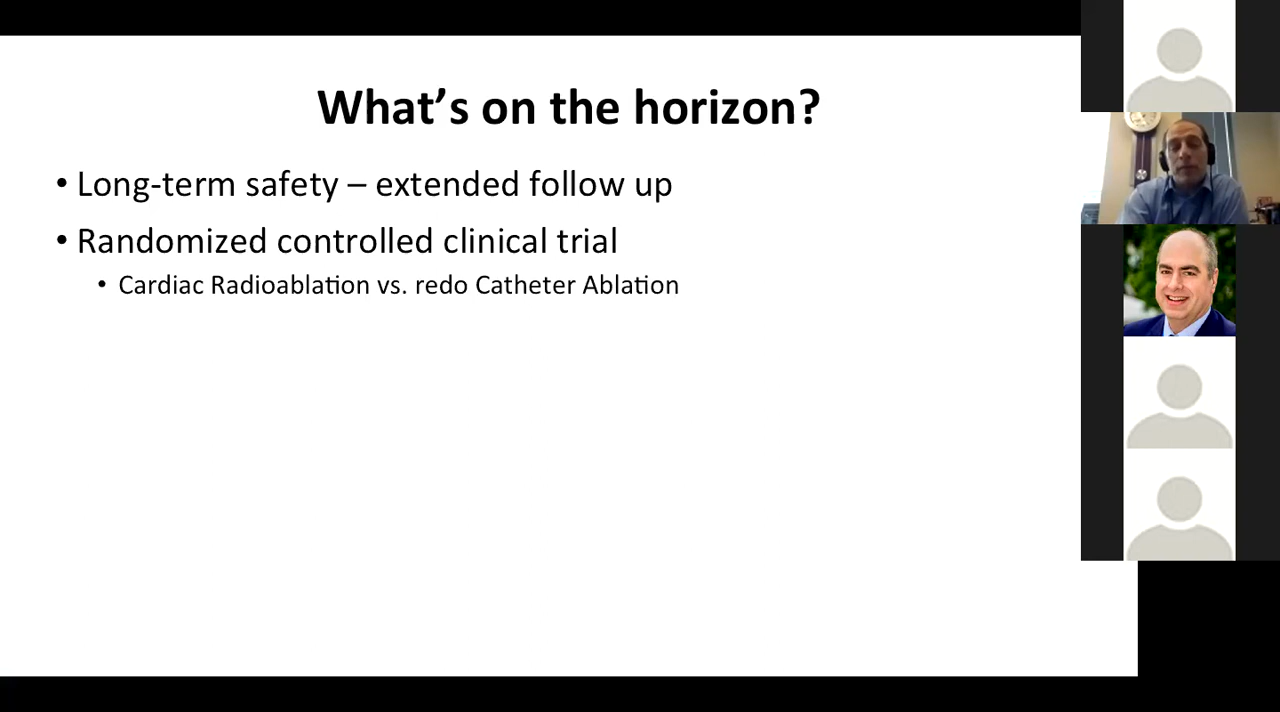 What’s on the horizon?
• Long-term safety – extended follow up
• Randomized controlled clinical trial
• Cardiac Radioablation vs. redo Catheter Ablation